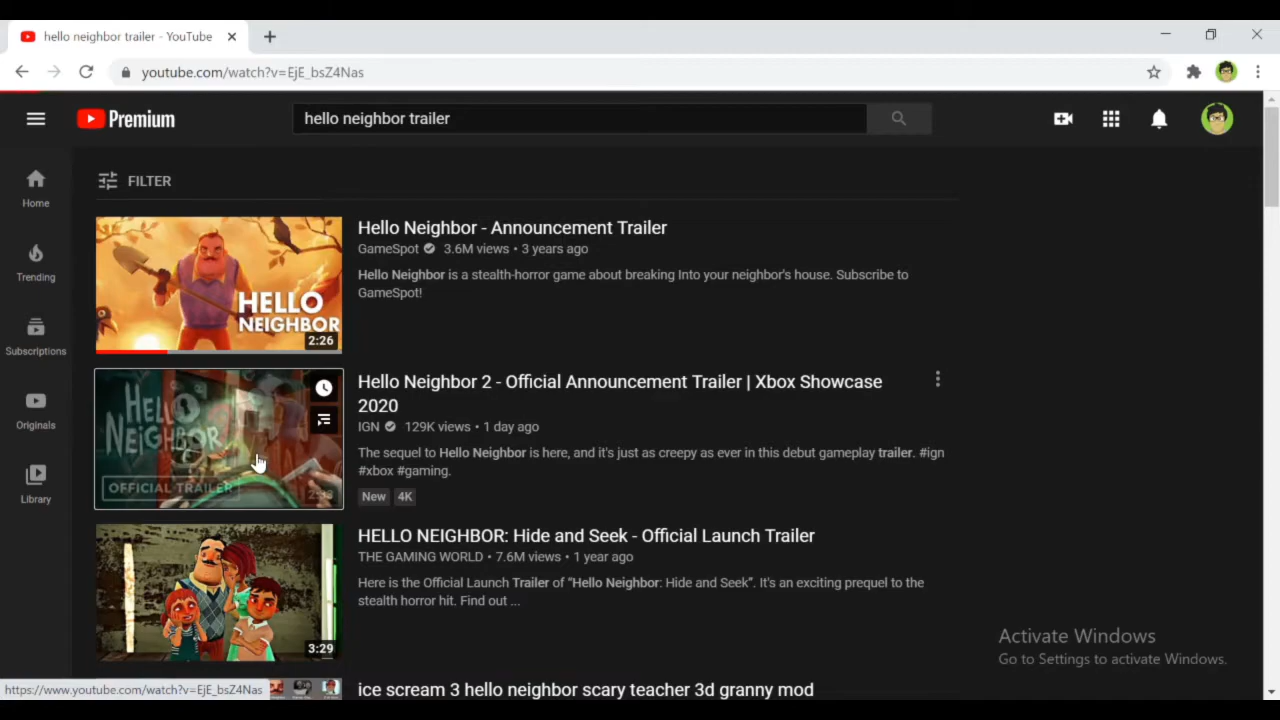 hello neighbor trailer - YouTube
youtube.com/watch?v=EjE_bsZ4Nas
Premium
hello neighbor trailer
Home
Trending
Subscriptions
Originals
Library
FILTER
HELLO
NEIGHBOR
2:26
Hello Neighbor - Announcement Trailer
GameSpot 3.6M views • 3 years ago
Hello Neighbor is a stealth-horror game about breaking Into your neighbor's house. Subscribe to
GameSpot!
HELLO
NEIGHBOR
OFFICIAL TRAILER
Hello Neighbor 2 - Official Announcement Trailer | Xbox Showcase
2020
IGN 129K views • 1 day ago
The sequel to Hello Neighbor is here, and it's just as creepy as ever in this debut gameplay trailer. #ign
#xbox #gaming.
New 4K
3:29
HELLO NEIGHBOR: Hide and Seek - Official Launch Trailer
THE GAMING WORLD • 7.6M views • 1 year ago
Here is the Official Launch Trailer of “Hello Neighbor: Hide and Seek”. It's an exciting prequel to the
stealth horror hit. Find out ...
ice scream 3 hello neighbor scary teacher 3d granny mod
Activate Windows
Go to Settings to activate Windows.
https://www.youtube.com/watch?v=EjE_bsZ4Nas